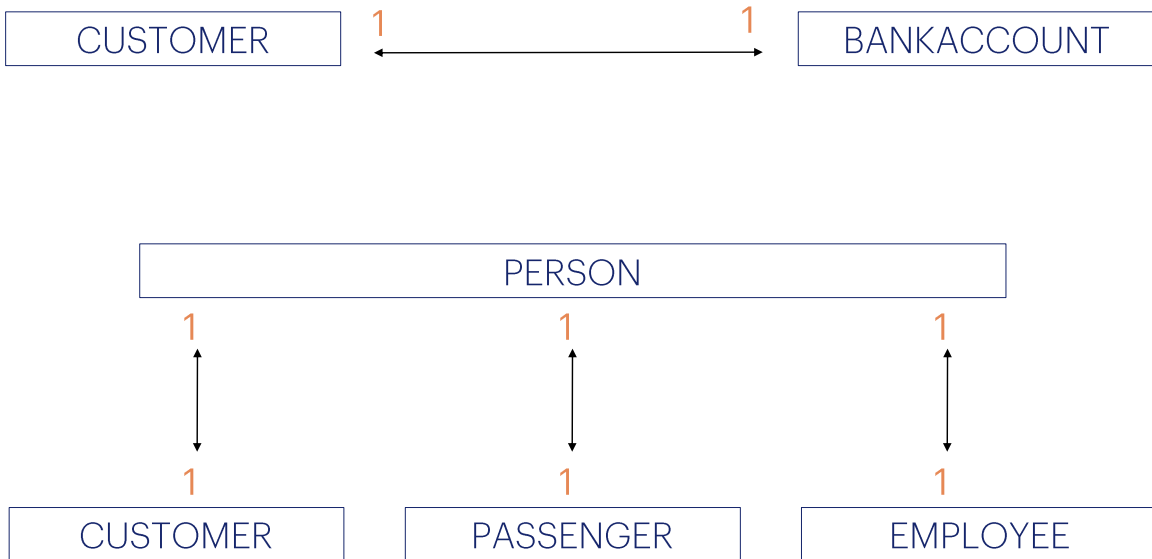 1 1
CUSTOMER BANKACCOUNT
PERSON
1 1 1
1 1 1
CUSTOMER PASSENGER EMPLOYEE